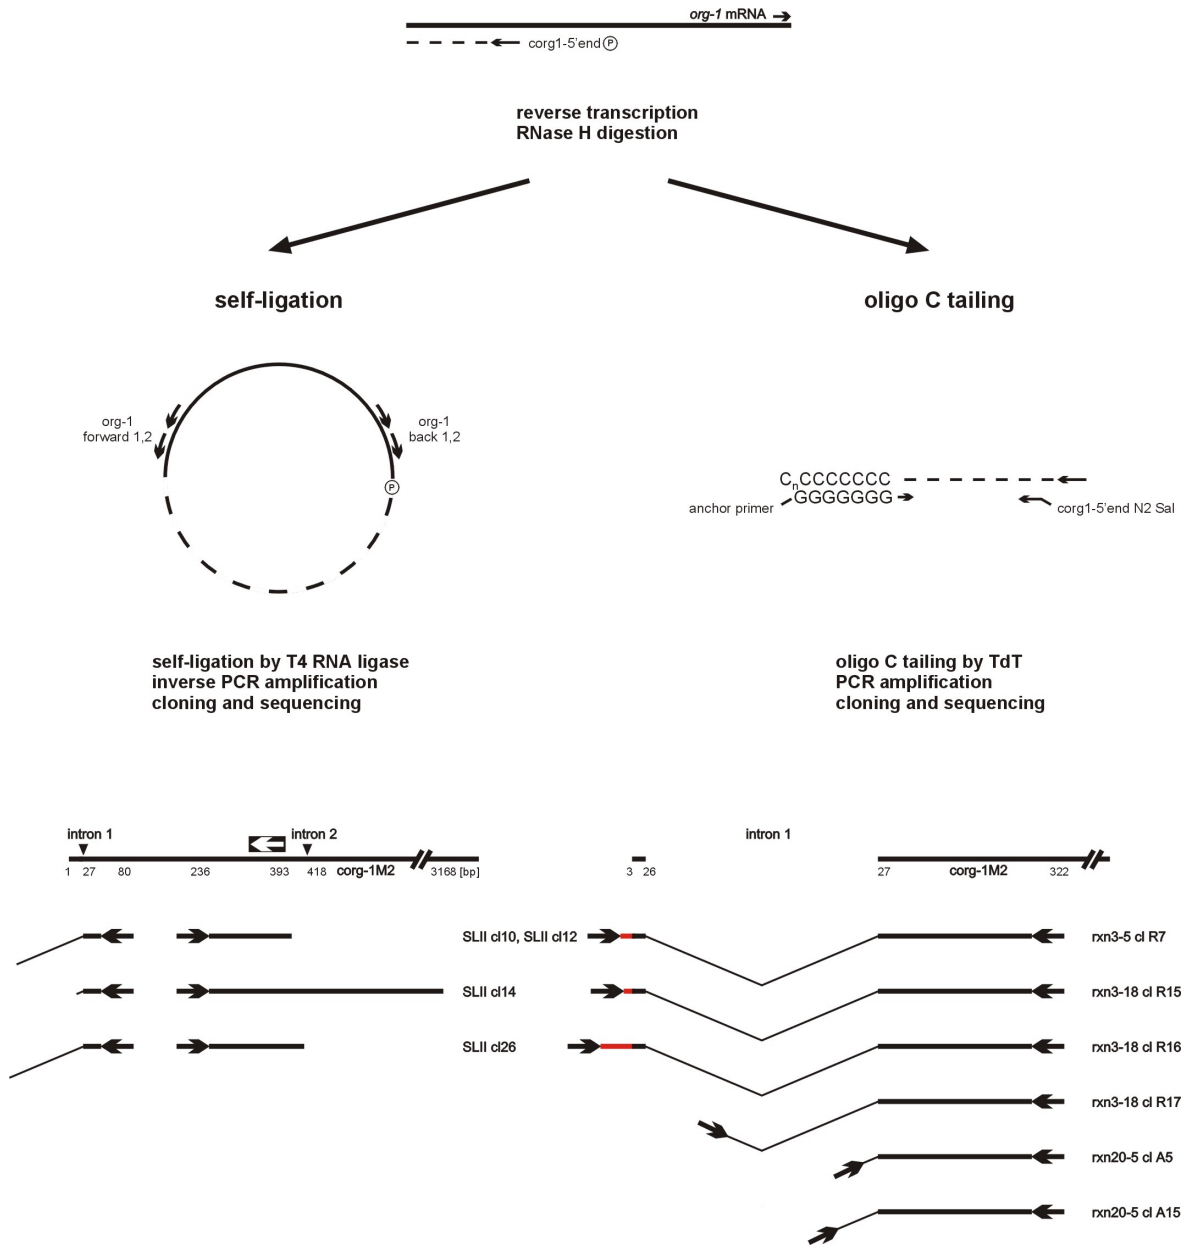 org-1 mRNA
corg1-5'end P
reverse transcription
RNase H digestion
self-ligation
oligo C tailing
org-1
forward 1,2
org-1
back 1,2
P
CnCCCCCCC
GGGGGGG
anchor primer
corg1-5'end N2 Sal
self-ligation by T4 RNA ligase
inverse PCR amplification
cloning and sequencing
oligo C tailing by TdT
PCR amplification
cloning and sequencing
intron 1
intron 2
1 27 80 236 393 418 corg-1M2 3168 [bp]
intron 1
3 26 27 corg-1M2 322
SLII cl10, SLII cl12
SLII cl14
SLII cl26
rxn3-5 cl R7
rxn3-18 cl R15
rxn3-18 cl R16
rxn3-18 cl R17
rxn20-5 cl A5
rxn20-5 cl A15